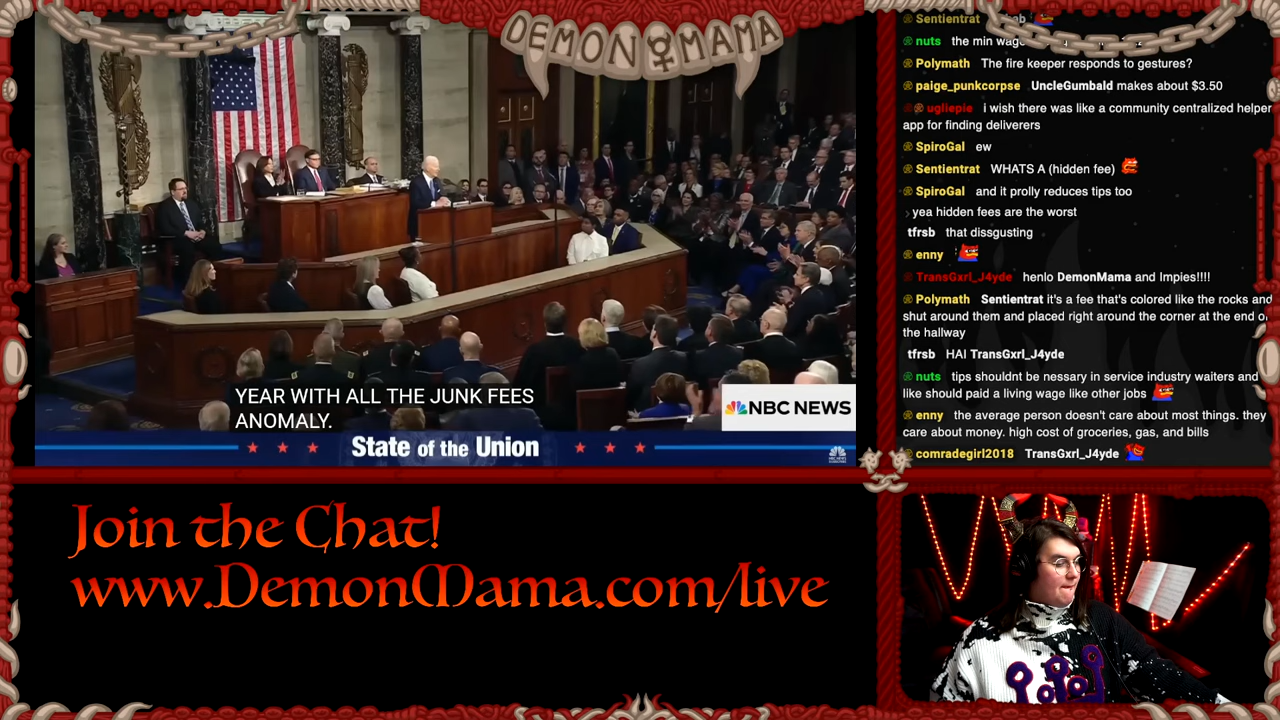 DEMON MAMA
YEAR WITH ALL THE JUNK FEES
ANOMALY.
NBC NEWS
State of the Union
Join the Chat!
www.DemonMama.com/live
Sentientrat
nuts the min wage
Polymath The fire keeper responds to gestures?
paige_punkcorpse UncleGumbald makes about $3.50
ugliepie i wish there was like a community centralized helper
app for finding deliverers
SpiroGal ew
Sentientrat WHATS A (hidden fee)
SpiroGal and it prolly reduces tips too
yea hidden fees are the worst
tfrsb that dissgusting
enny
TransGxrl_J4yde henlo DemonMama and Impies!!!!
Polymath Sentientrat it's a fee that's colored like the rocks and
shut around them and placed right around the corner at the end of
the hallway
tfrsb HAI TransGxrl_J4yde
nuts tips shouldnt be nessary in service industry waiters and
like should paid a living wage like other jobs
enny the average person doesn't care about most things. they
care about money. high cost of groceries, gas, and bills
comradegirl2018 TransGxrl_J4yde